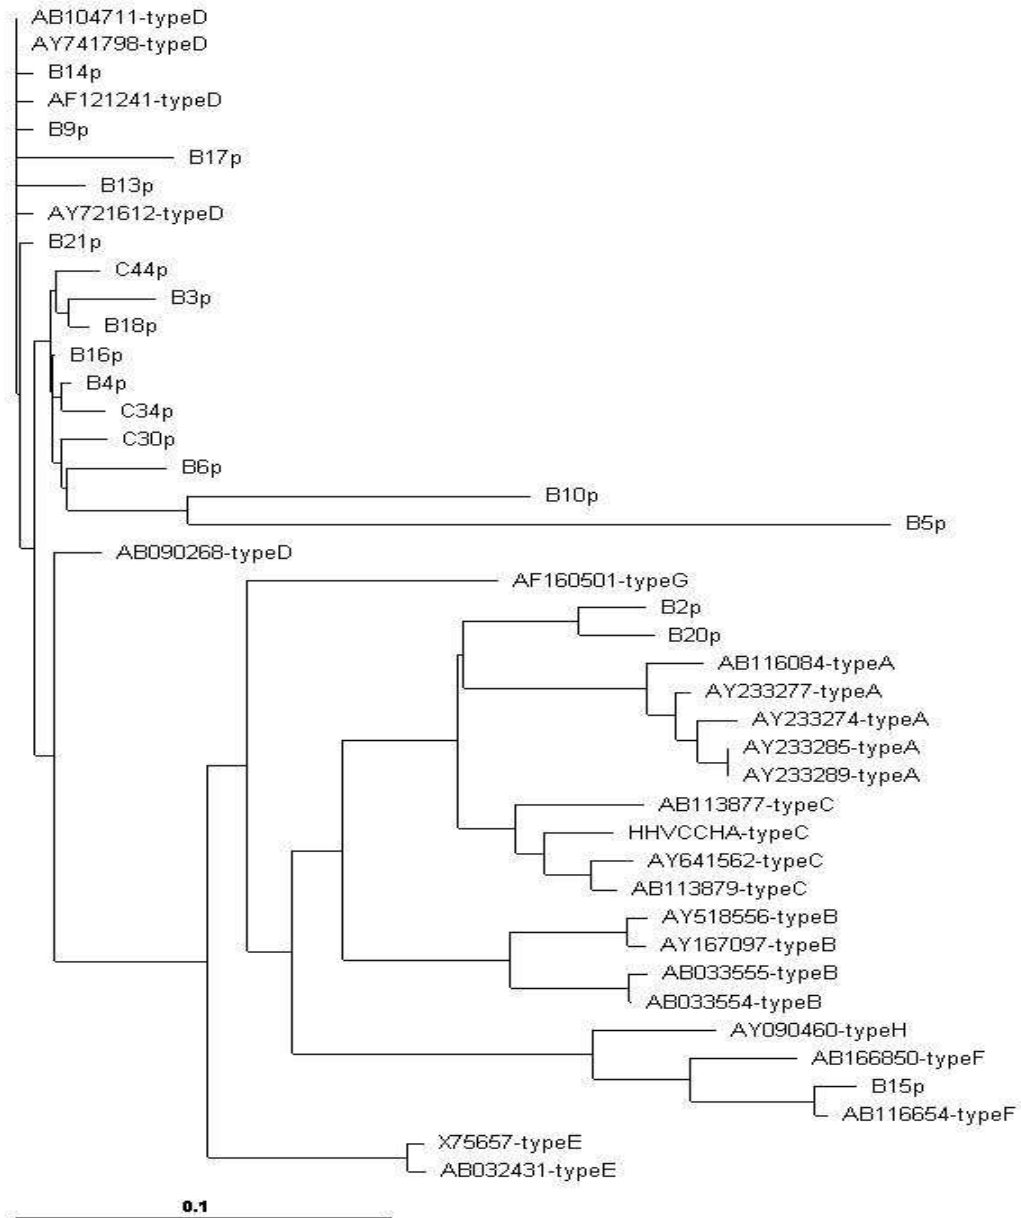 AB104711-typeD
AY741798-typeD
B14p
AF121241-typeD
B9p
B17p
B13p
AY721612-typeD
B21p
C44p
B3p
B18p
B16p
B4p
C34p
C30p
B6p
B10p
B5p
AB090268-typeD
AF160501-typeG
B2p
B20p
AB116084-typeA
AY233277-typeA
AY233274-typeA
AY233285-typeA
AY233289-typeA
AB113877-typeC
HHVCCHA-typeC
AY641562-typeC
AB113879-typeC
AY518556-typeB
AY167097-typeB
AB033555-typeB
AB033554-typeB
AY090460-typeH
AB166850-typeF
B15p
AB116654-typeF
X75657-typeE
AB032431-typeE
0.1